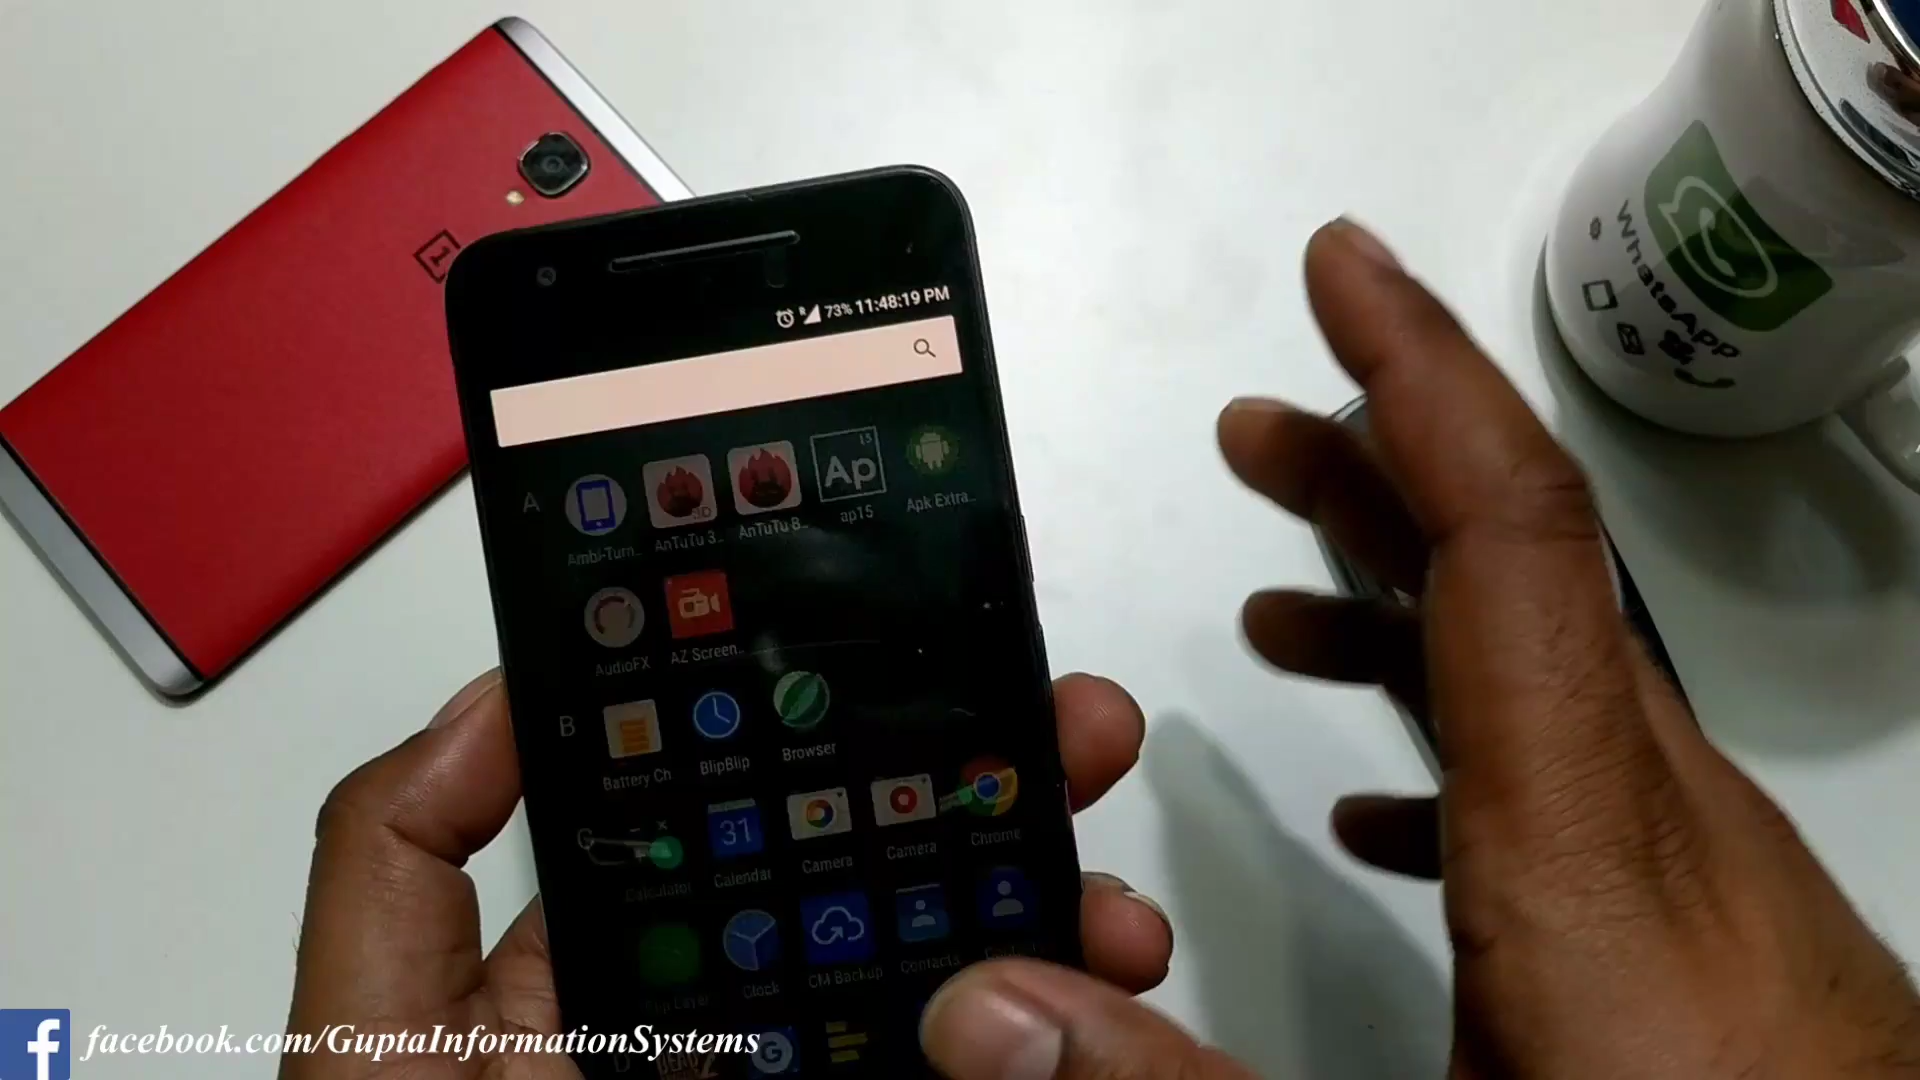 73% 11:48:19 PM
A
Ambi-Turn..
AnTuTu 3..
AnTuTu B..
15
Ap
ap15
Apk Extra..
AudioFX
AZ Screen..
B
Battery Ch
BlipBlip
Browser
Calculator
31
Calendar
Camera
Camera
Chrome
Clock
CM Backup
Contacts
WhatsApp
facebook.com/GuptaInformationSystems